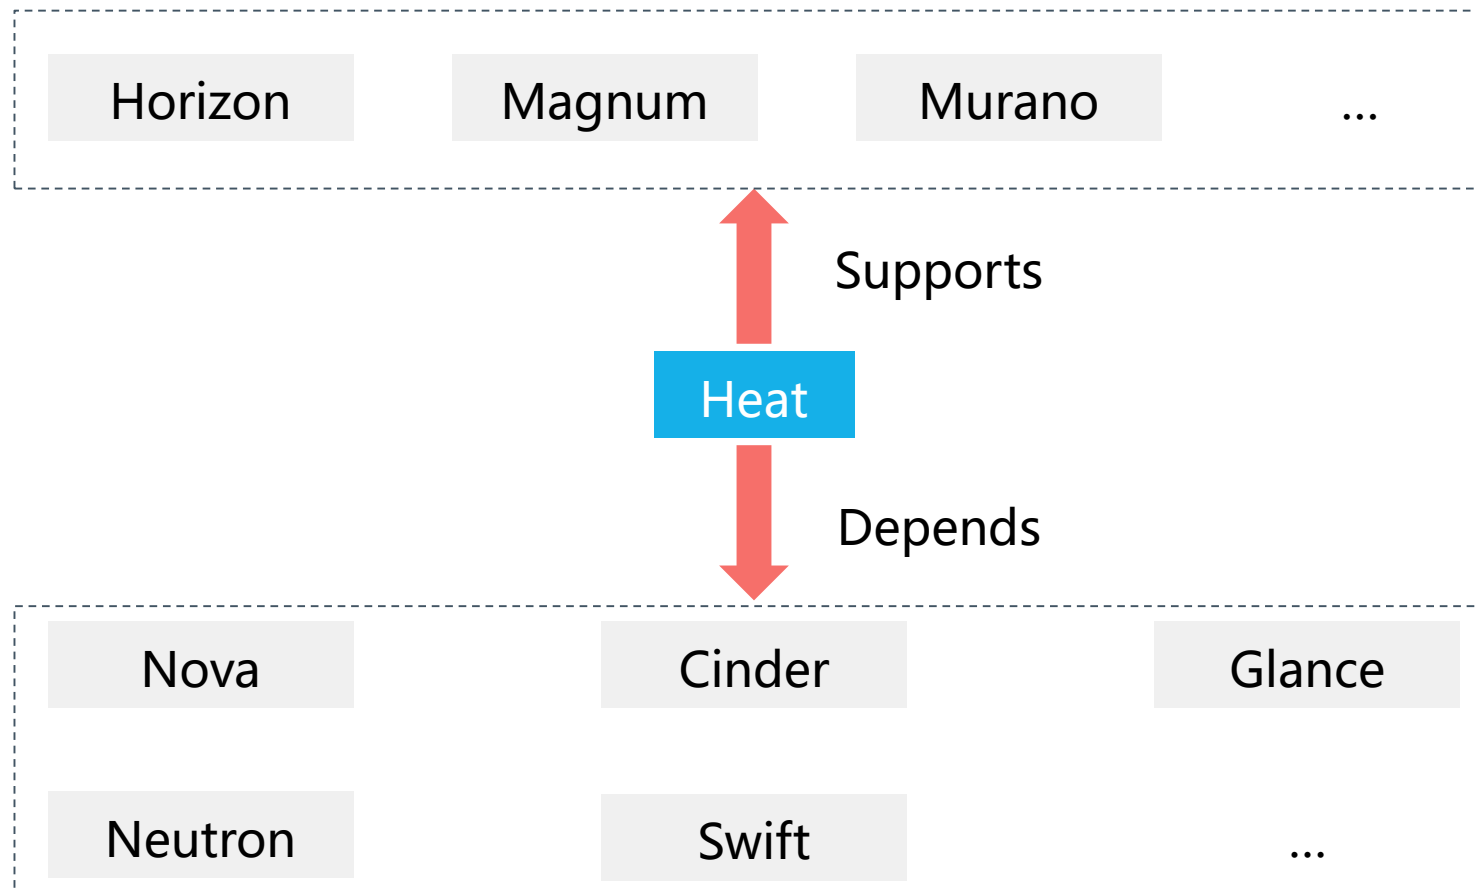 Horizon Magnum Murano ...
Supports
Heat
Depends
Nova Cinder Glance
Neutron Swift ...